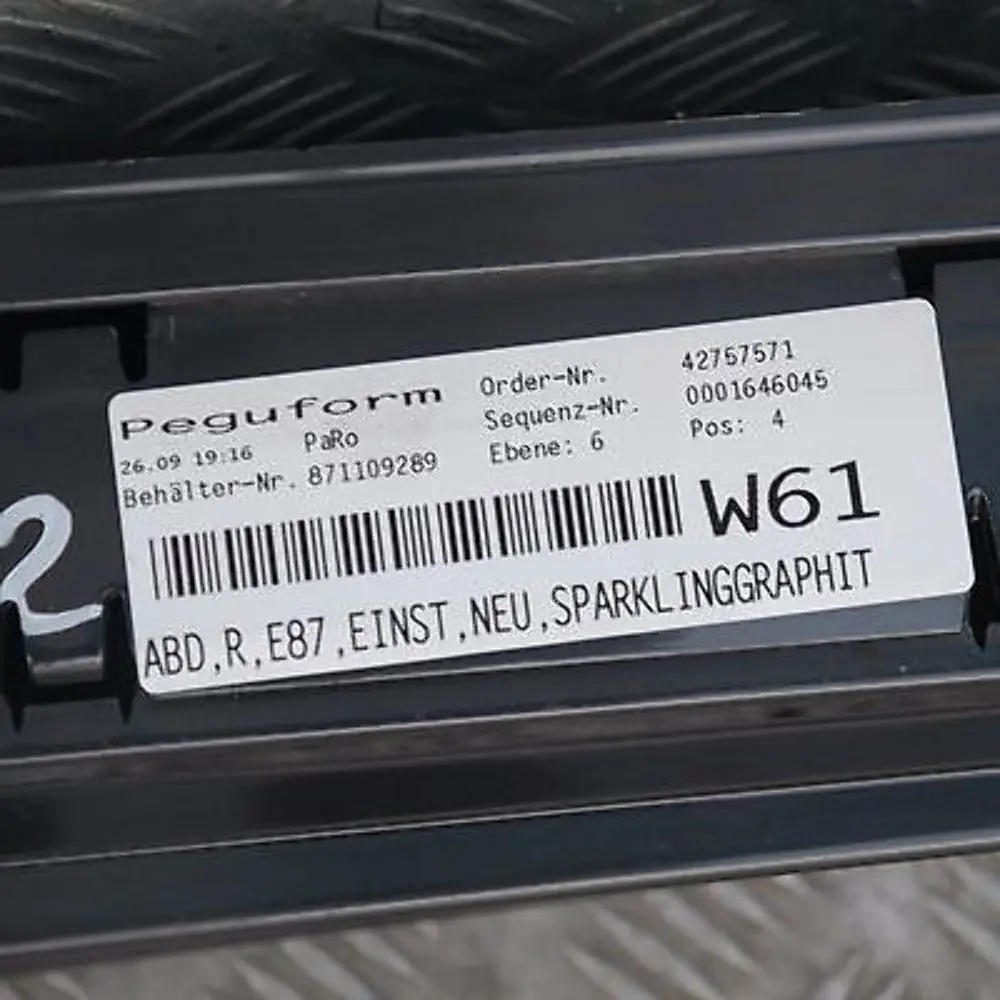 Peguform
26.09 19:16 PaRo
Behälter-Nr. 871109289
Order-Nr. 42757571
Sequenz-Nr. 0001646045
Ebene: 6 Pos: 4
W61
ABD,R,E87,EINST,NEU,SPARKLINGGRAPHIT
2